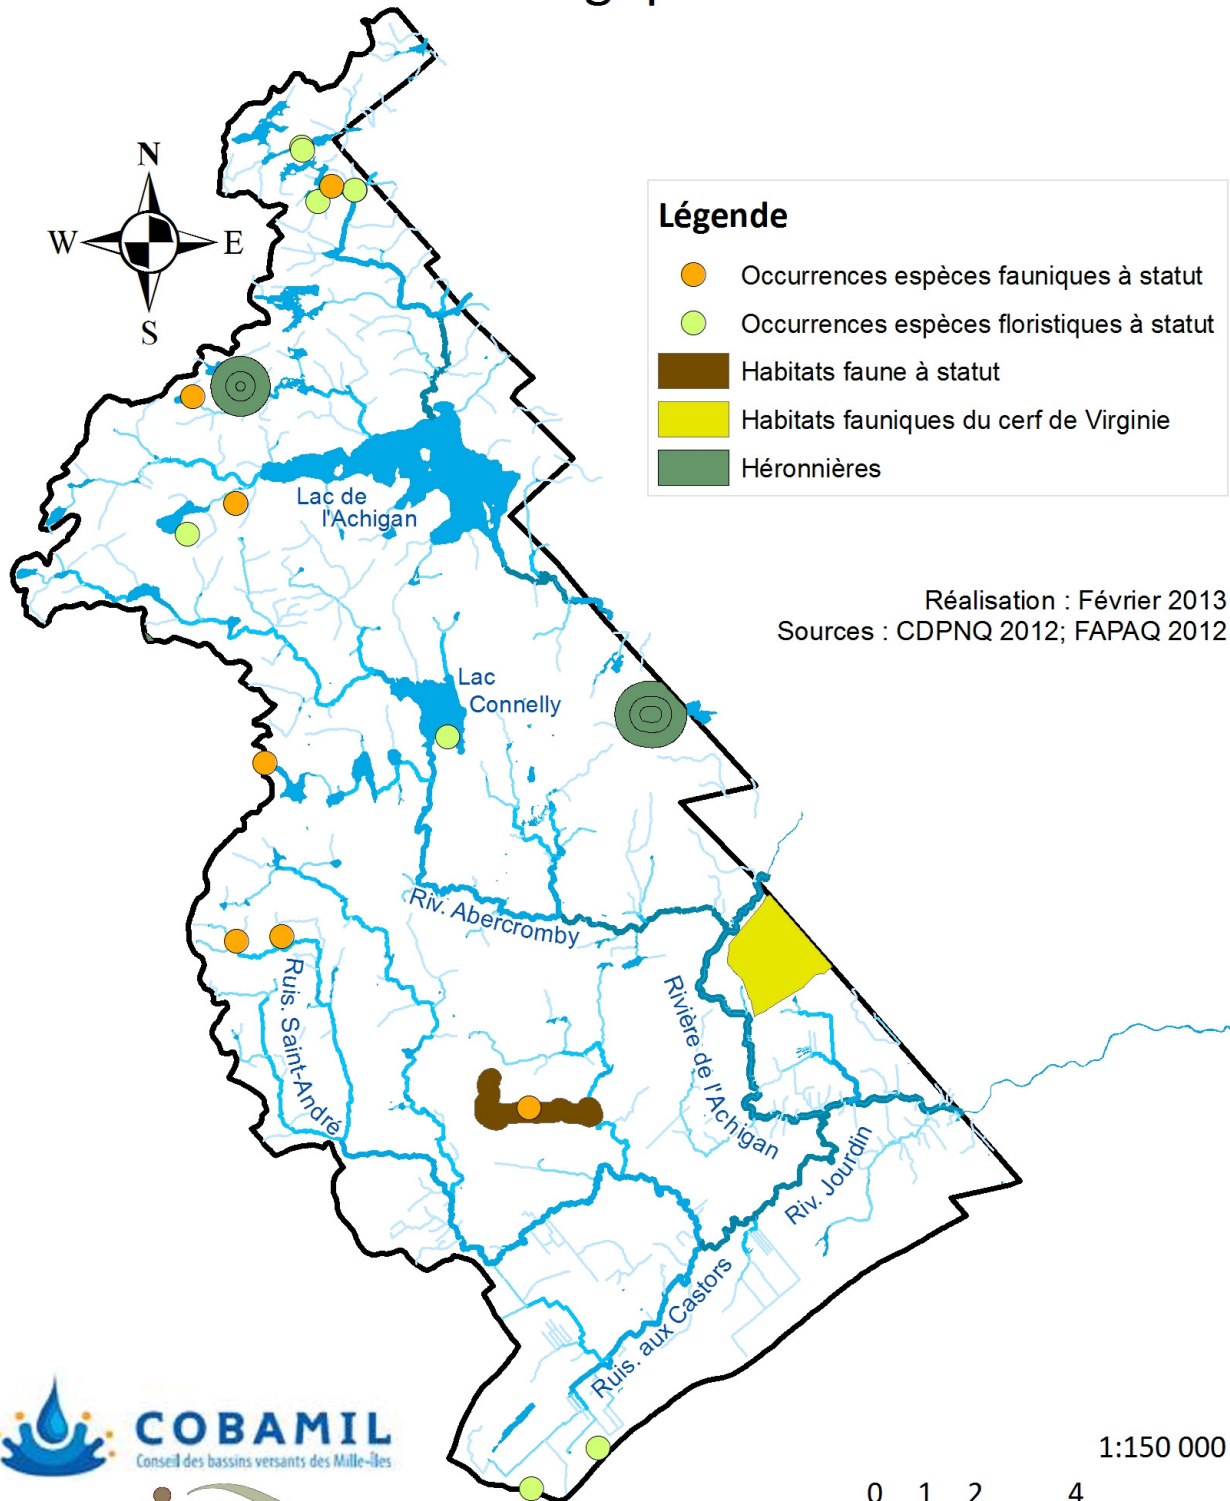 N
W
E
S
Légende
Occurrences espèces fauniques à statut
Occurrences espèces floristiques à statut
Habitats faune à statut
Habitats fauniques du cerf de Virginie
Héronnières
Lac de
l'Achigan
Réalisation : Février 2013
Sources : CDPNQ 2012; FAPAQ 2012
Lac
Connelly
Riv. Abercromby
Ruis. Saint-André
Rivière de l'Achigan
Riv. Jourdin
Ruis. aux Castors
COBAMIL
Conseil des bassins versants des Mille-Îles
1:150 000
0 1 2 4